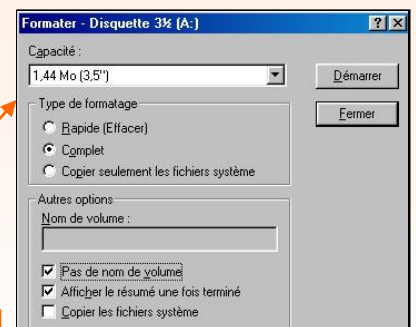 Formater - Disquette 3½ (A:)
Capacité :
1,44 Mo (3,5'')
Démarrer
Type de formatage
Fermer
Rapide (Effacer)
Complet
Copier seulement les fichiers système
Autres options
Nom de volume :
Pas de nom de volume
Afficher le résumé une fois terminé
Copier les fichiers système